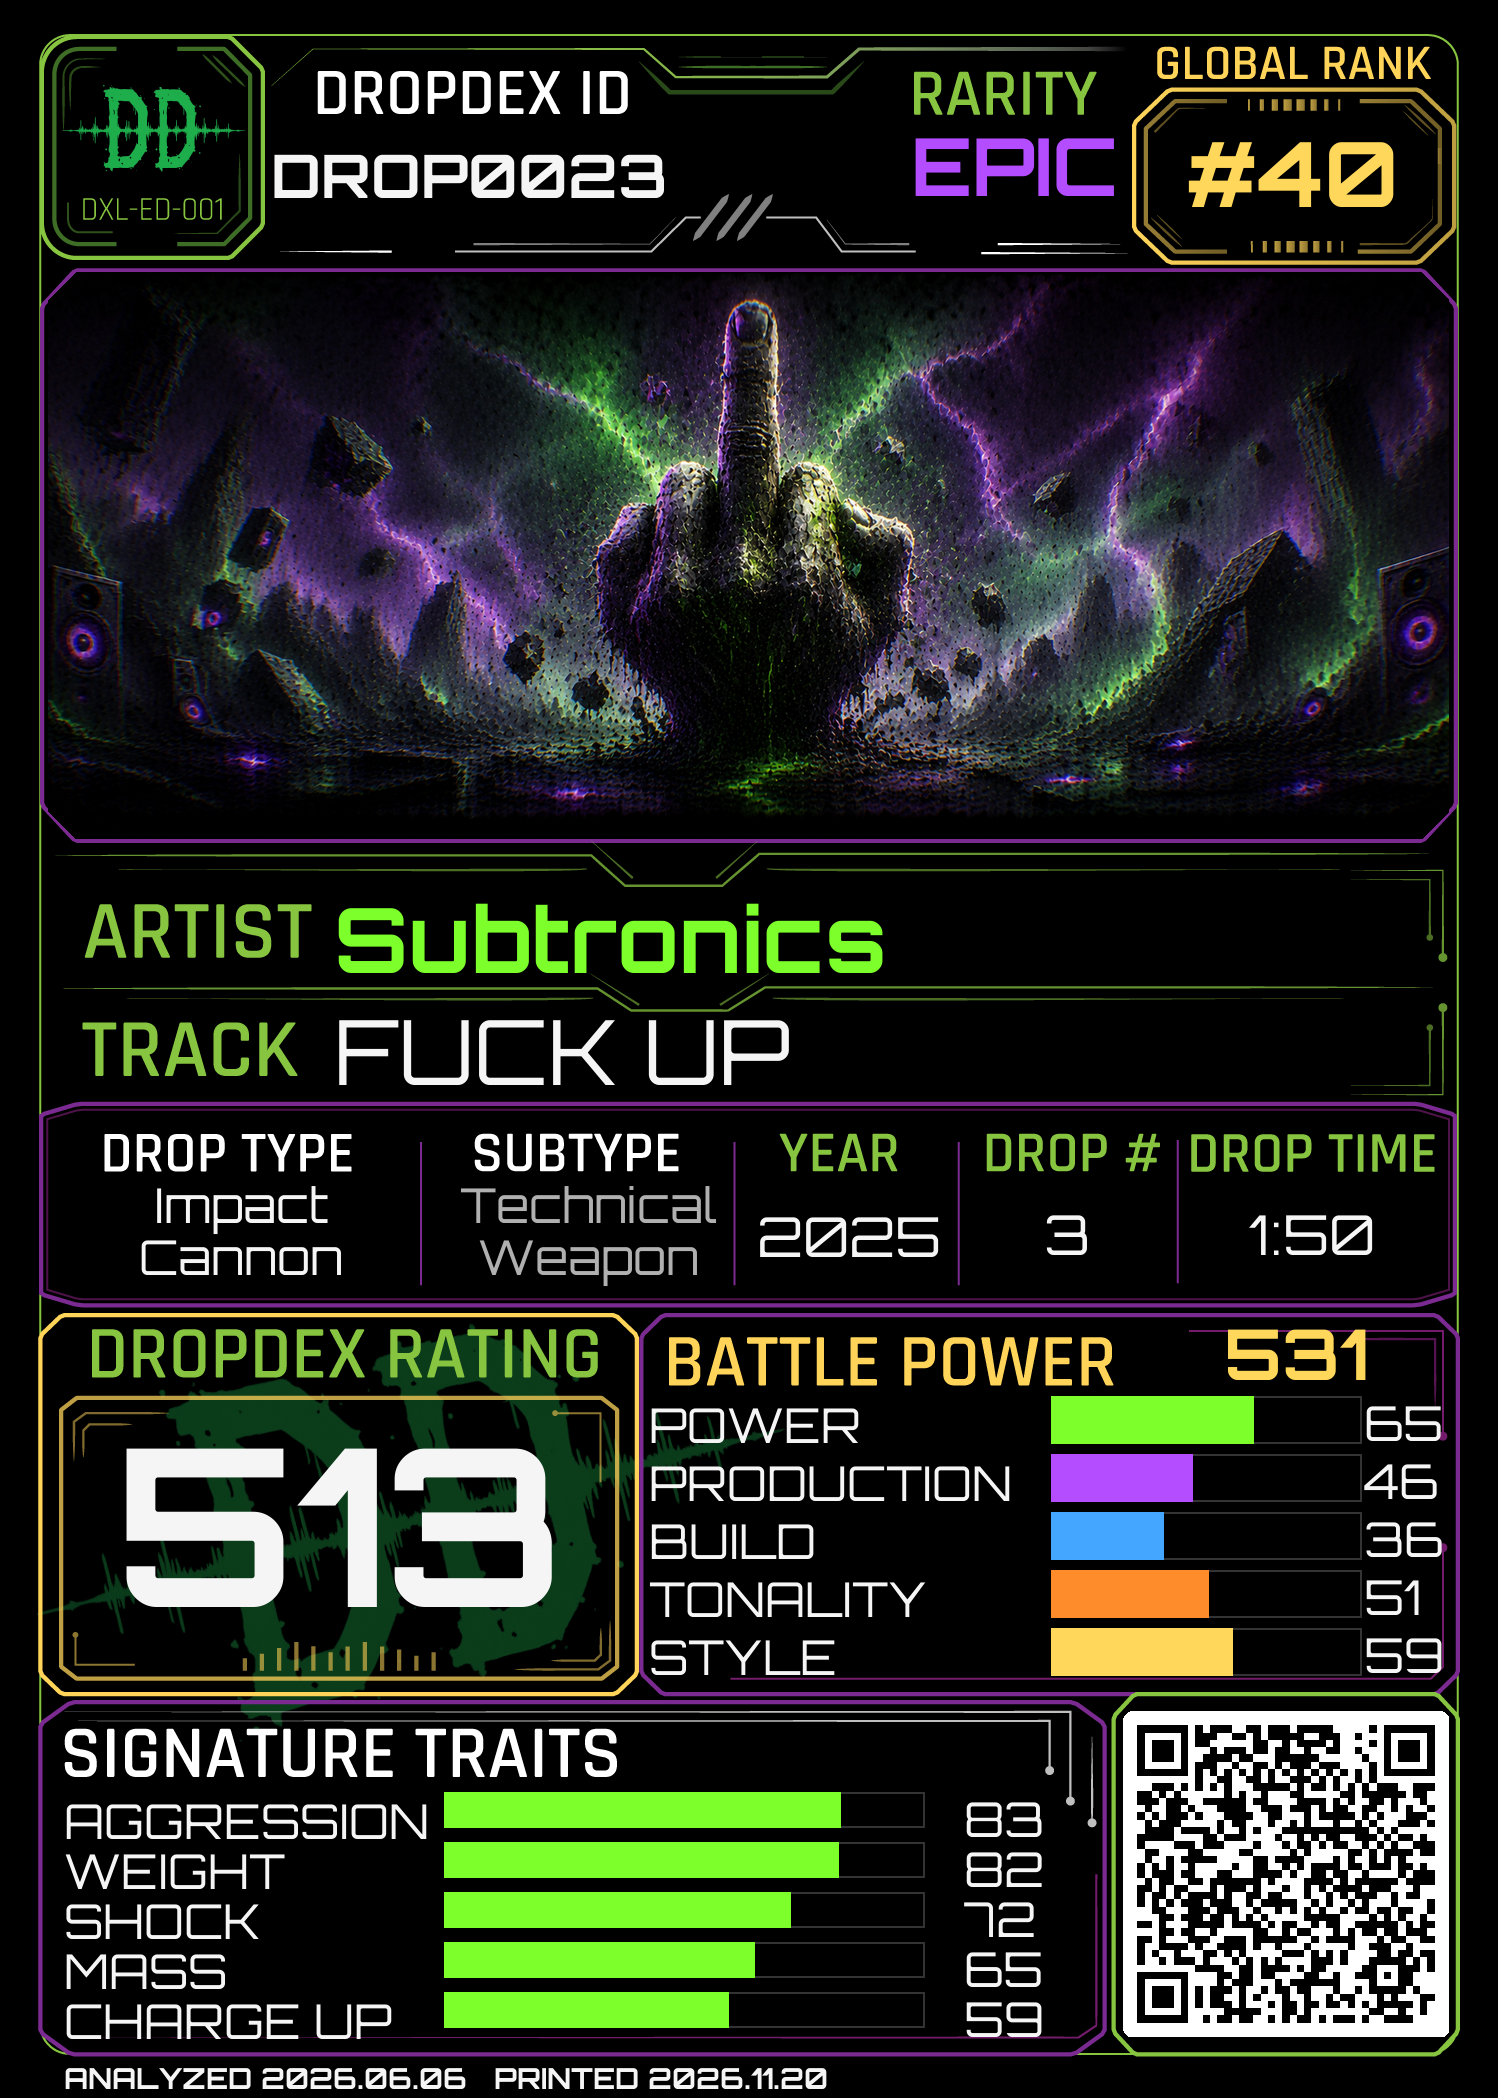 DD
DXL-ED-001
DROPDEX ID
DROP0023
RARITY
EPIC
GLOBAL RANK
#40
ARTIST Subtronics
TRACK FUCK UP
DROP TYPE
Impact
Cannon
SUBTYPE
Technical
Weapon
YEAR
2025
DROP #
3
DROP TIME
1:50
DROPDEX RATING
513
BATTLE POWER 531
POWER 65
PRODUCTION 46
BUILD 36
TONALITY 51
STYLE 59
SIGNATURE TRAITS
AGGRESSION 83
WEIGHT 82
SHOCK 72
MASS 65
CHARGE UP 59
ANALYZED 2026.06.06 PRINTED 2026.11.20